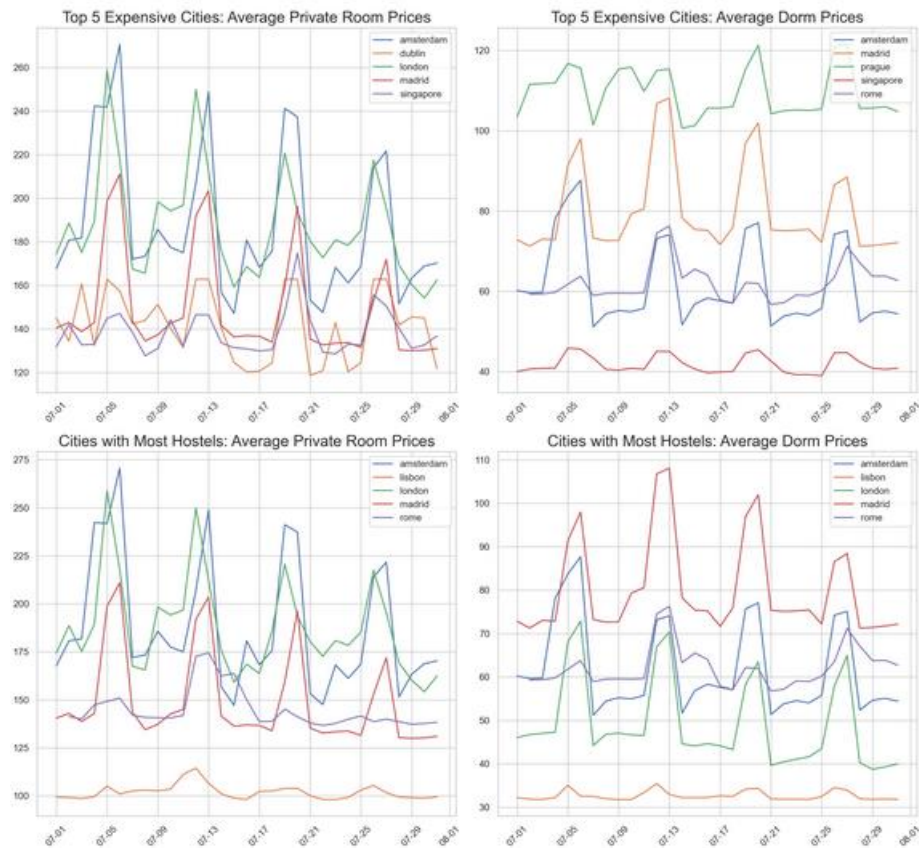 Top 5 Expensive Cities: Average Private Room Prices
260
240
220
200
180
160
140
120
07-01
07-05
07-09
07-13
07-17
07-21
07-25
07-29
08-01
amsterdam
dublin
london
madrid
singapore
Top 5 Expensive Cities: Average Dorm Prices
120
100
80
60
40
07-01
07-05
07-09
07-13
07-17
07-21
07-25
07-29
08-01
amsterdam
madrid
prague
singapore
rome
Cities with Most Hostels: Average Private Room Prices
275
250
225
200
175
150
125
100
07-01
07-05
07-09
07-13
07-17
07-21
07-25
07-29
08-01
amsterdam
lisbon
london
madrid
rome
Cities with Most Hostels: Average Dorm Prices
110
100
90
80
70
60
50
40
30
07-01
07-05
07-09
07-13
07-17
07-21
07-25
07-29
08-01
amsterdam
lisbon
london
madrid
rome